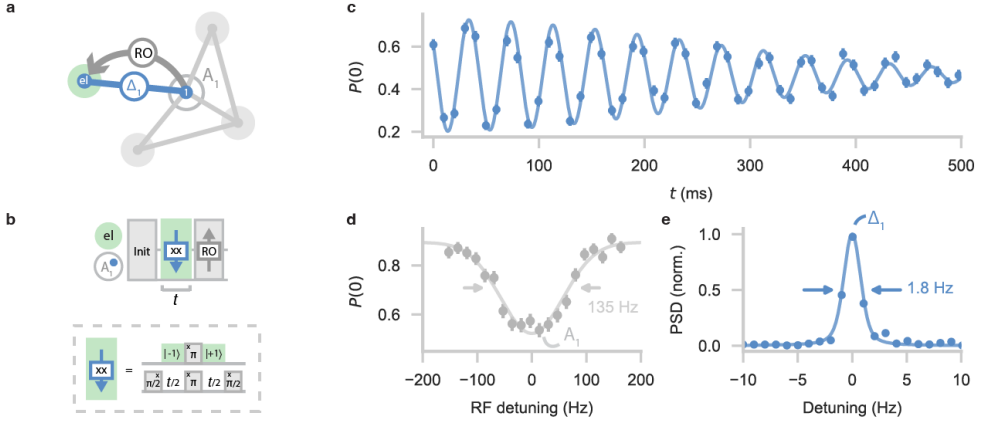 a
RO
A₁
el
Δ₁
1
b
el
A₁
Init
xx
RO
t
xx
=
|-1⟩ x π |+1⟩
x π/2 t/2 x π t/2 x π/2
c
P(0)
0.6
0.4
0.2
0 100 200 300 400 500
t (ms)
d
P(0)
0.8
0.6
135 Hz
A₁
−200 −100 0 100 200
RF detuning (Hz)
e
Δ₁
PSD (norm.)
1.0
0.5
0.0
1.8 Hz
−10 −5 0 5 10
Detuning (Hz)